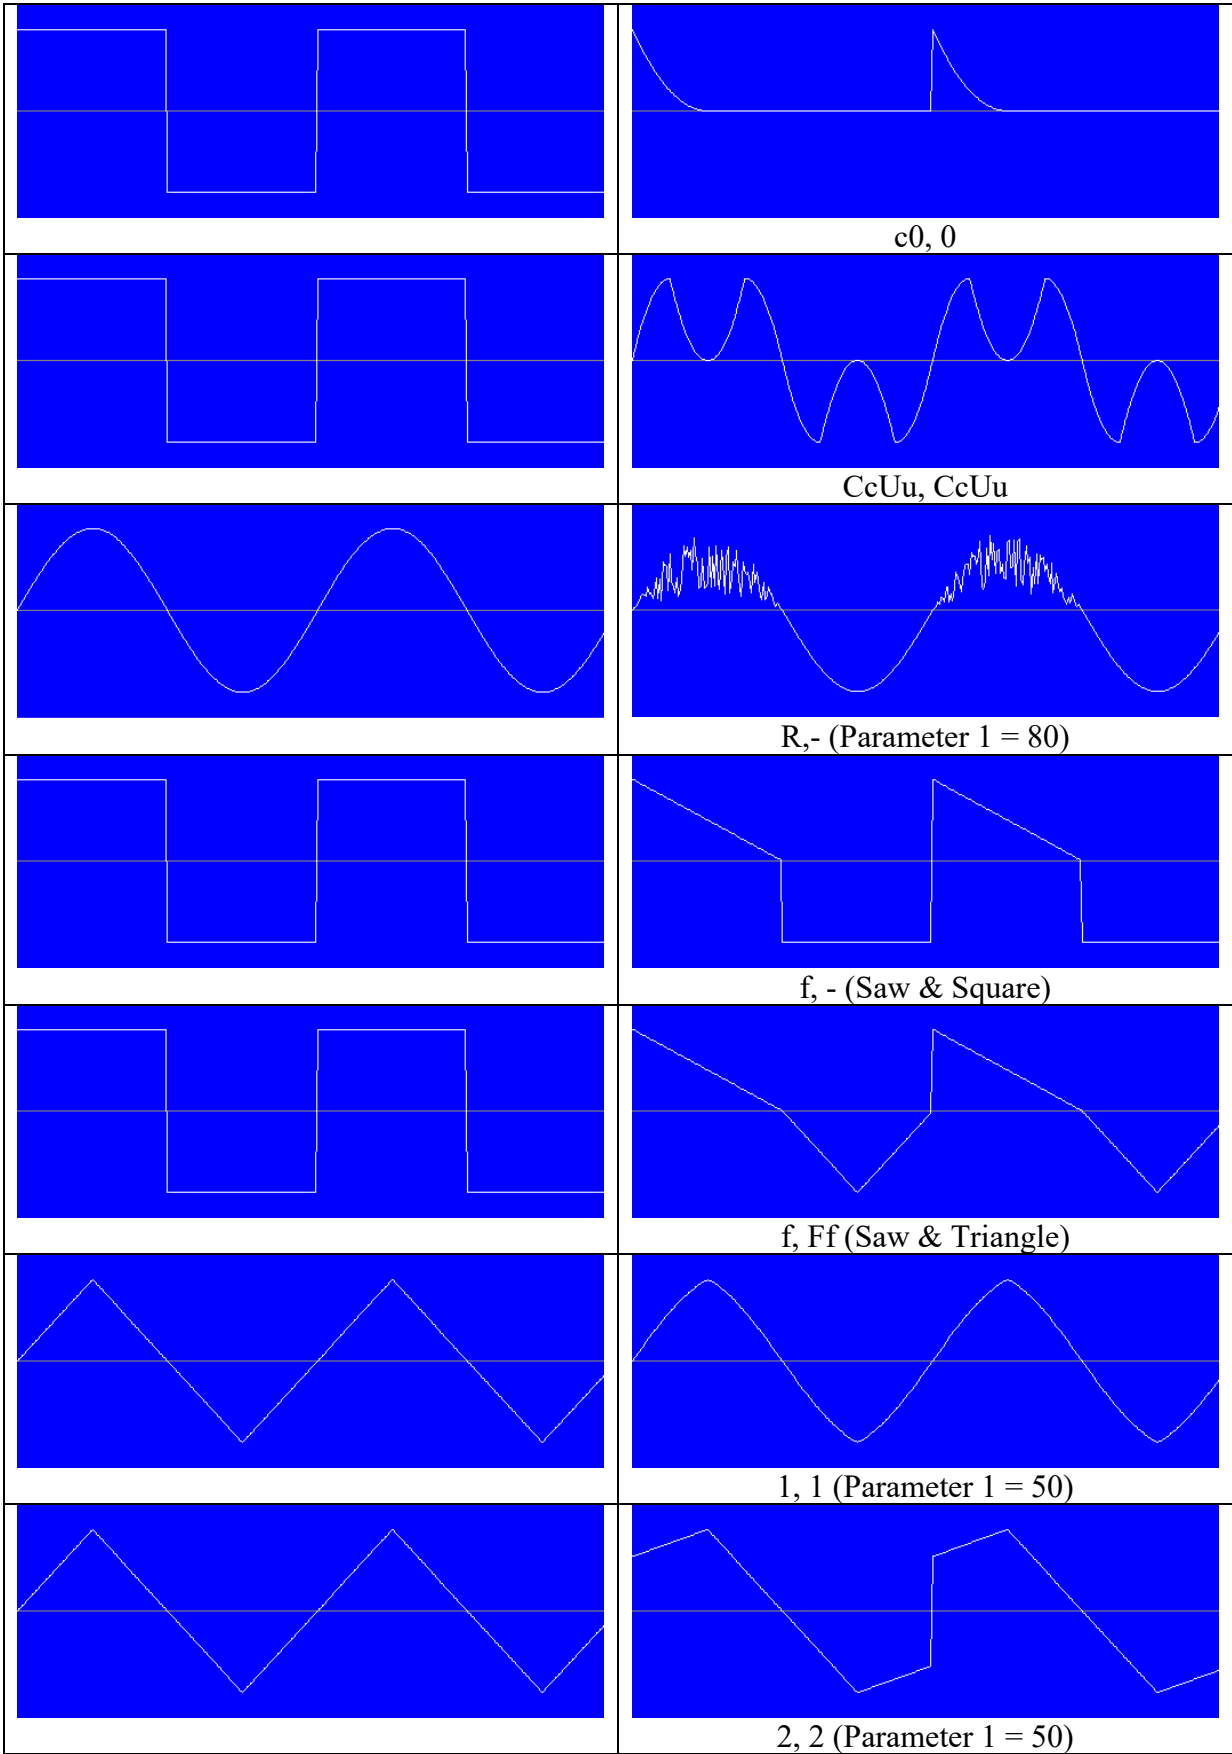 c0, 0
CcUu, CcUu
R,- (Parameter 1 = 80)
f, - (Saw & Square)
f, Ff (Saw & Triangle)
1, 1 (Parameter 1 = 50)
2, 2 (Parameter 1 = 50)